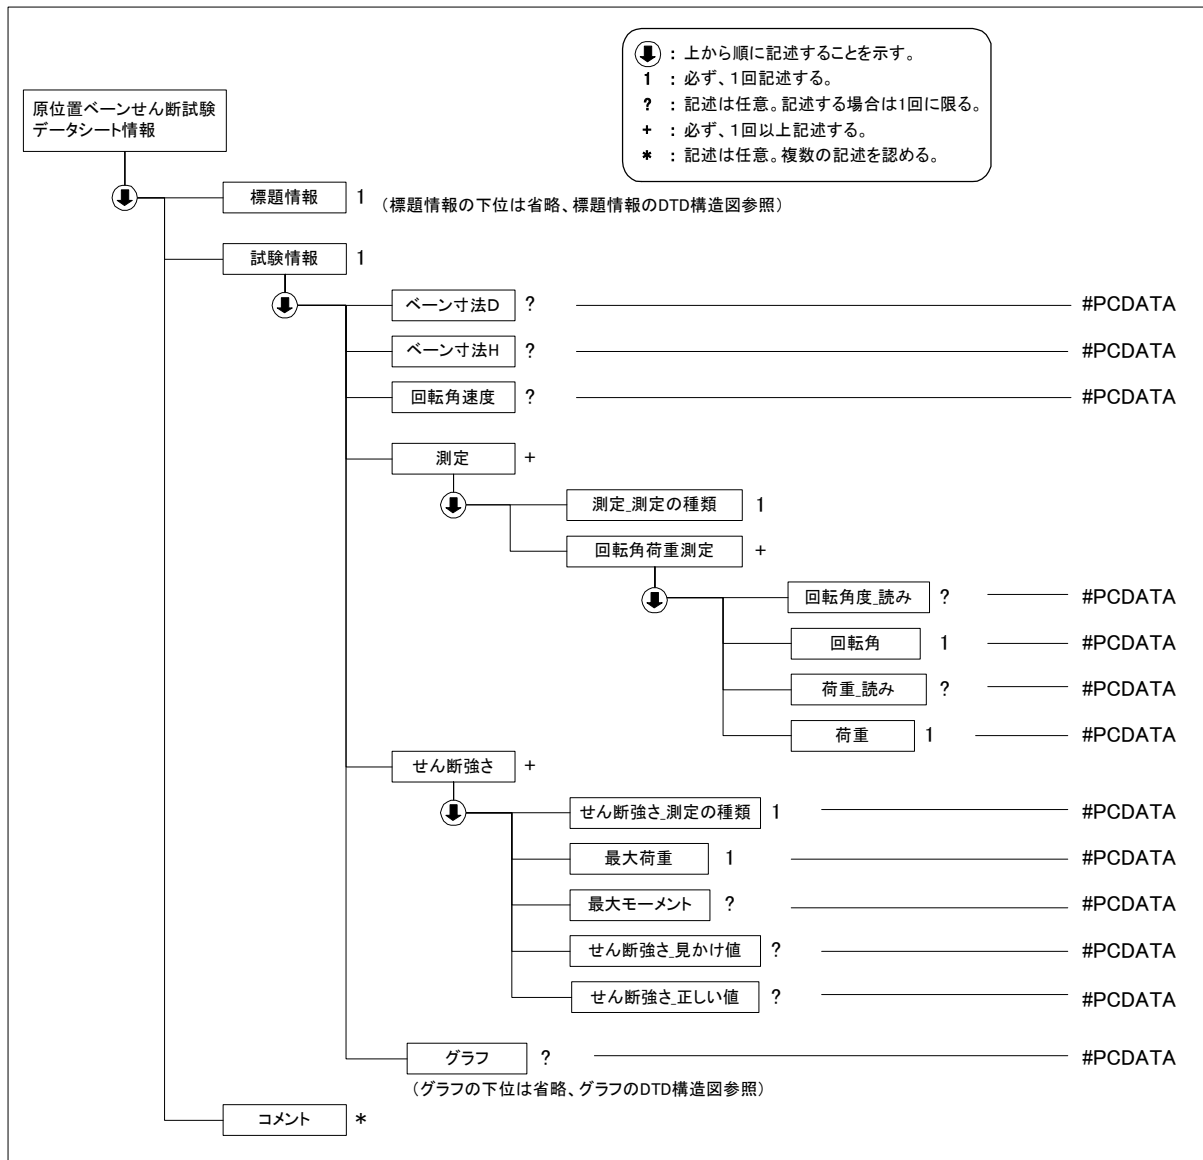 ：上から順に記述することを示す。
1 ：必ず、1回記述する。
? ：記述は任意。記述する場合は1回に限る。
+ ：必ず、1回以上記述する。
* ：記述は任意。複数の記述を認める。
原位置ベーンせん断試験
データシート情報
標題情報 1 （標題情報の下位は省略、標題情報のDTD構造図参照）
試験情報 1
ベーン寸法D ? #PCDATA
ベーン寸法H ? #PCDATA
回転角速度 ? #PCDATA
測定 +
測定_測定の種類 1
回転角荷重測定 +
回転角度_読み ? #PCDATA
回転角 1 #PCDATA
荷重_読み ? #PCDATA
荷重 1 #PCDATA
せん断強さ +
せん断強さ_測定の種類 1 #PCDATA
最大荷重 1 #PCDATA
最大モーメント ? #PCDATA
せん断強さ_見かけ値 ? #PCDATA
せん断強さ_正しい値 ? #PCDATA
グラフ ? #PCDATA
（グラフの下位は省略、グラフのDTD構造図参照）
コメント *